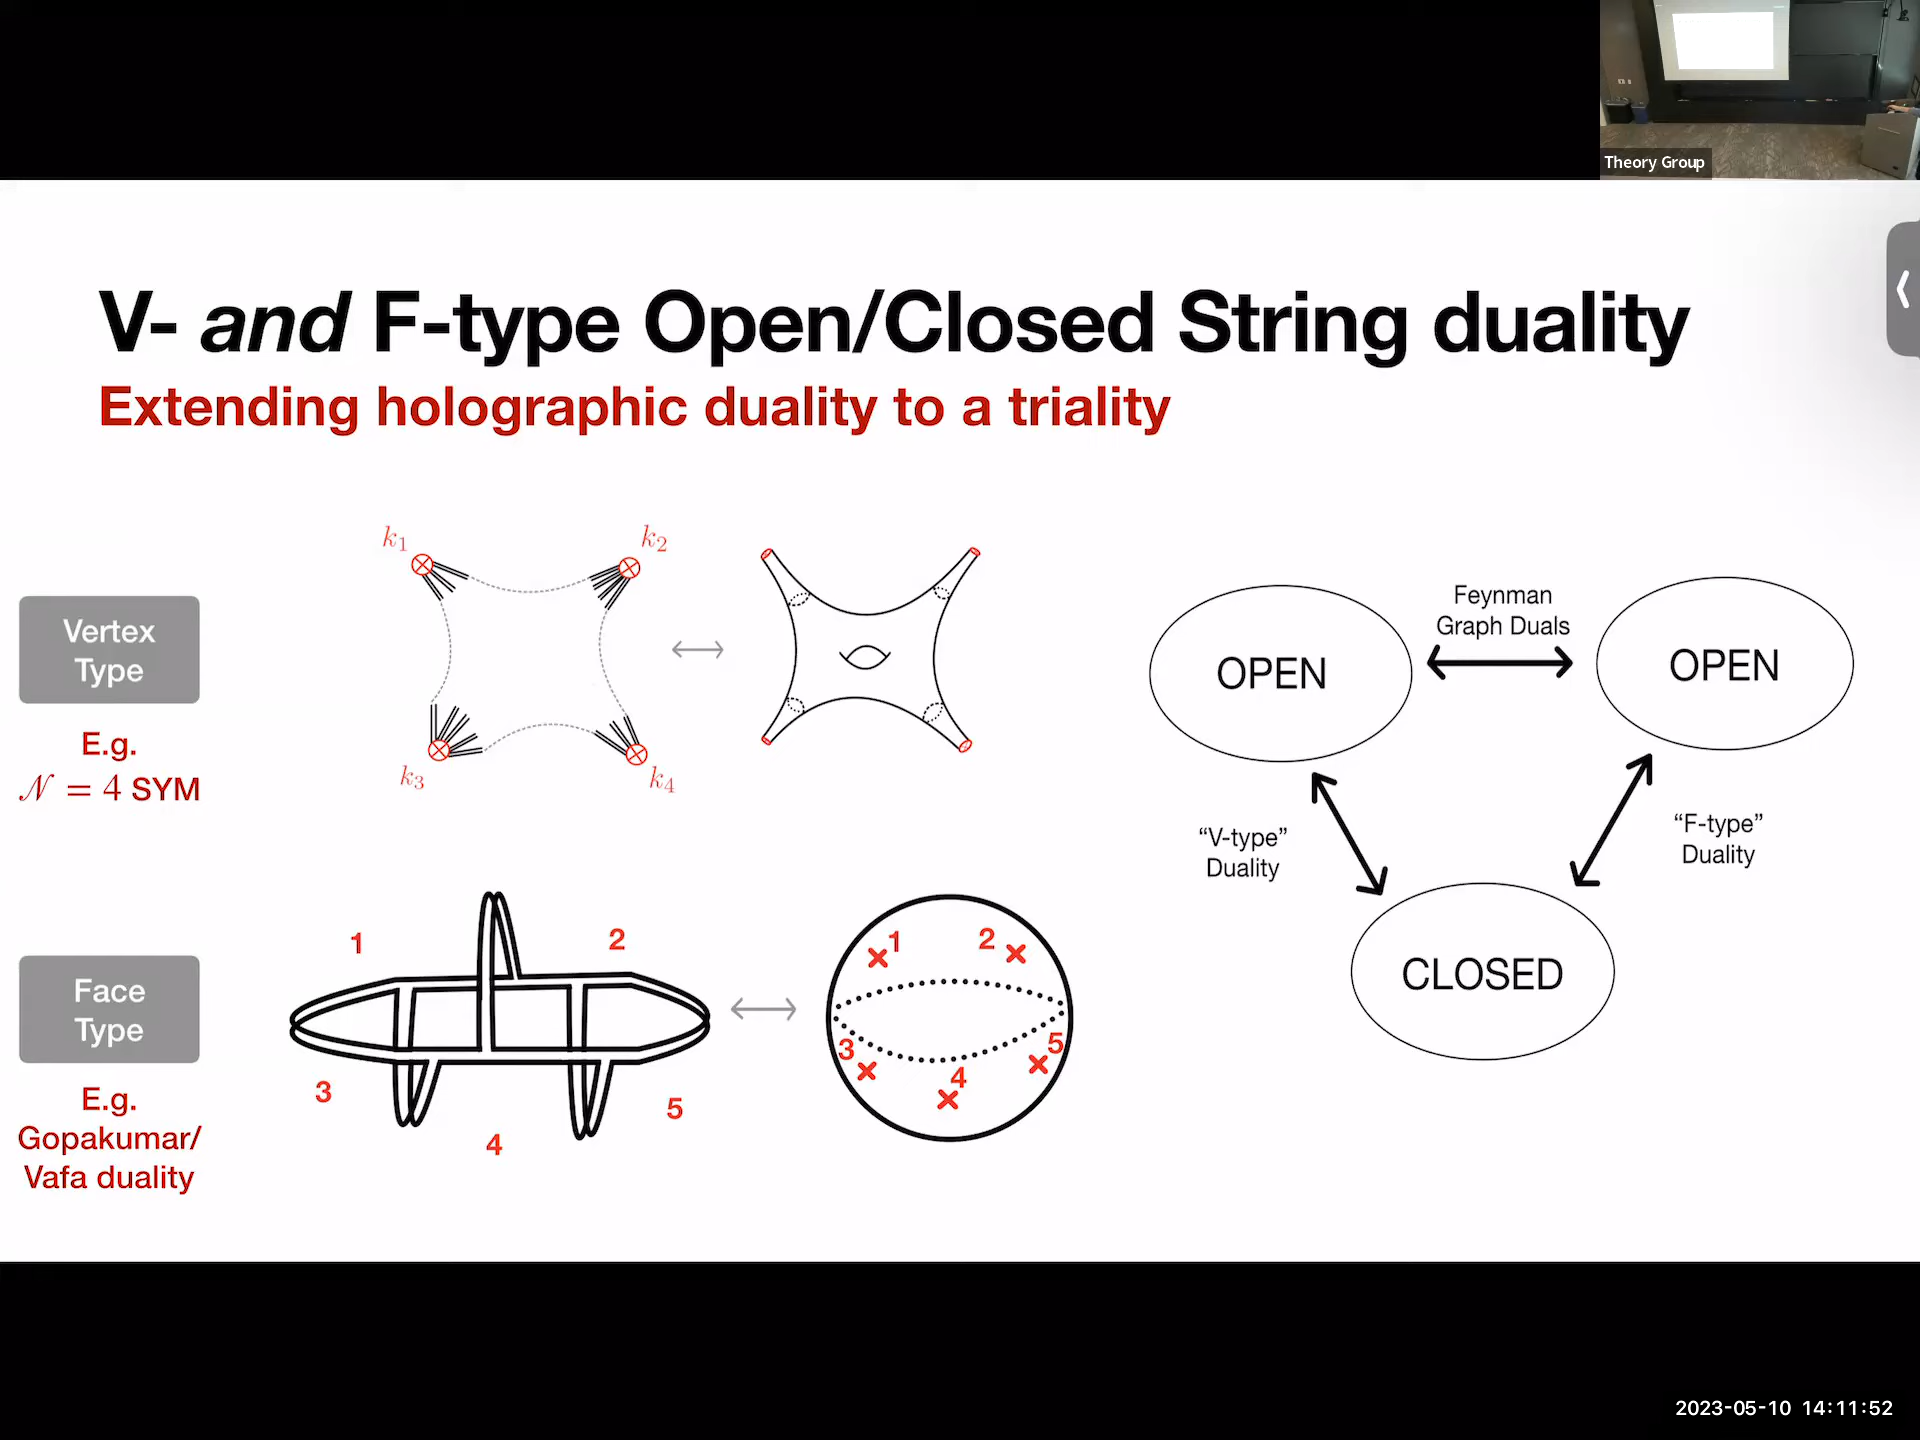 Theory Group
V- and F-type Open/Closed String duality
Extending holographic duality to a triality
k1
k2
k3
k4
Vertex
Type
E.g.
𝒩 = 4 SYM
Face
Type
E.g.
Gopakumar/
Vafa duality
1
2
3
4
5
1
2
3
4
5
OPEN
Feynman
Graph Duals
OPEN
“V-type”
Duality
“F-type”
Duality
CLOSED
2023-05-10 14:11:52